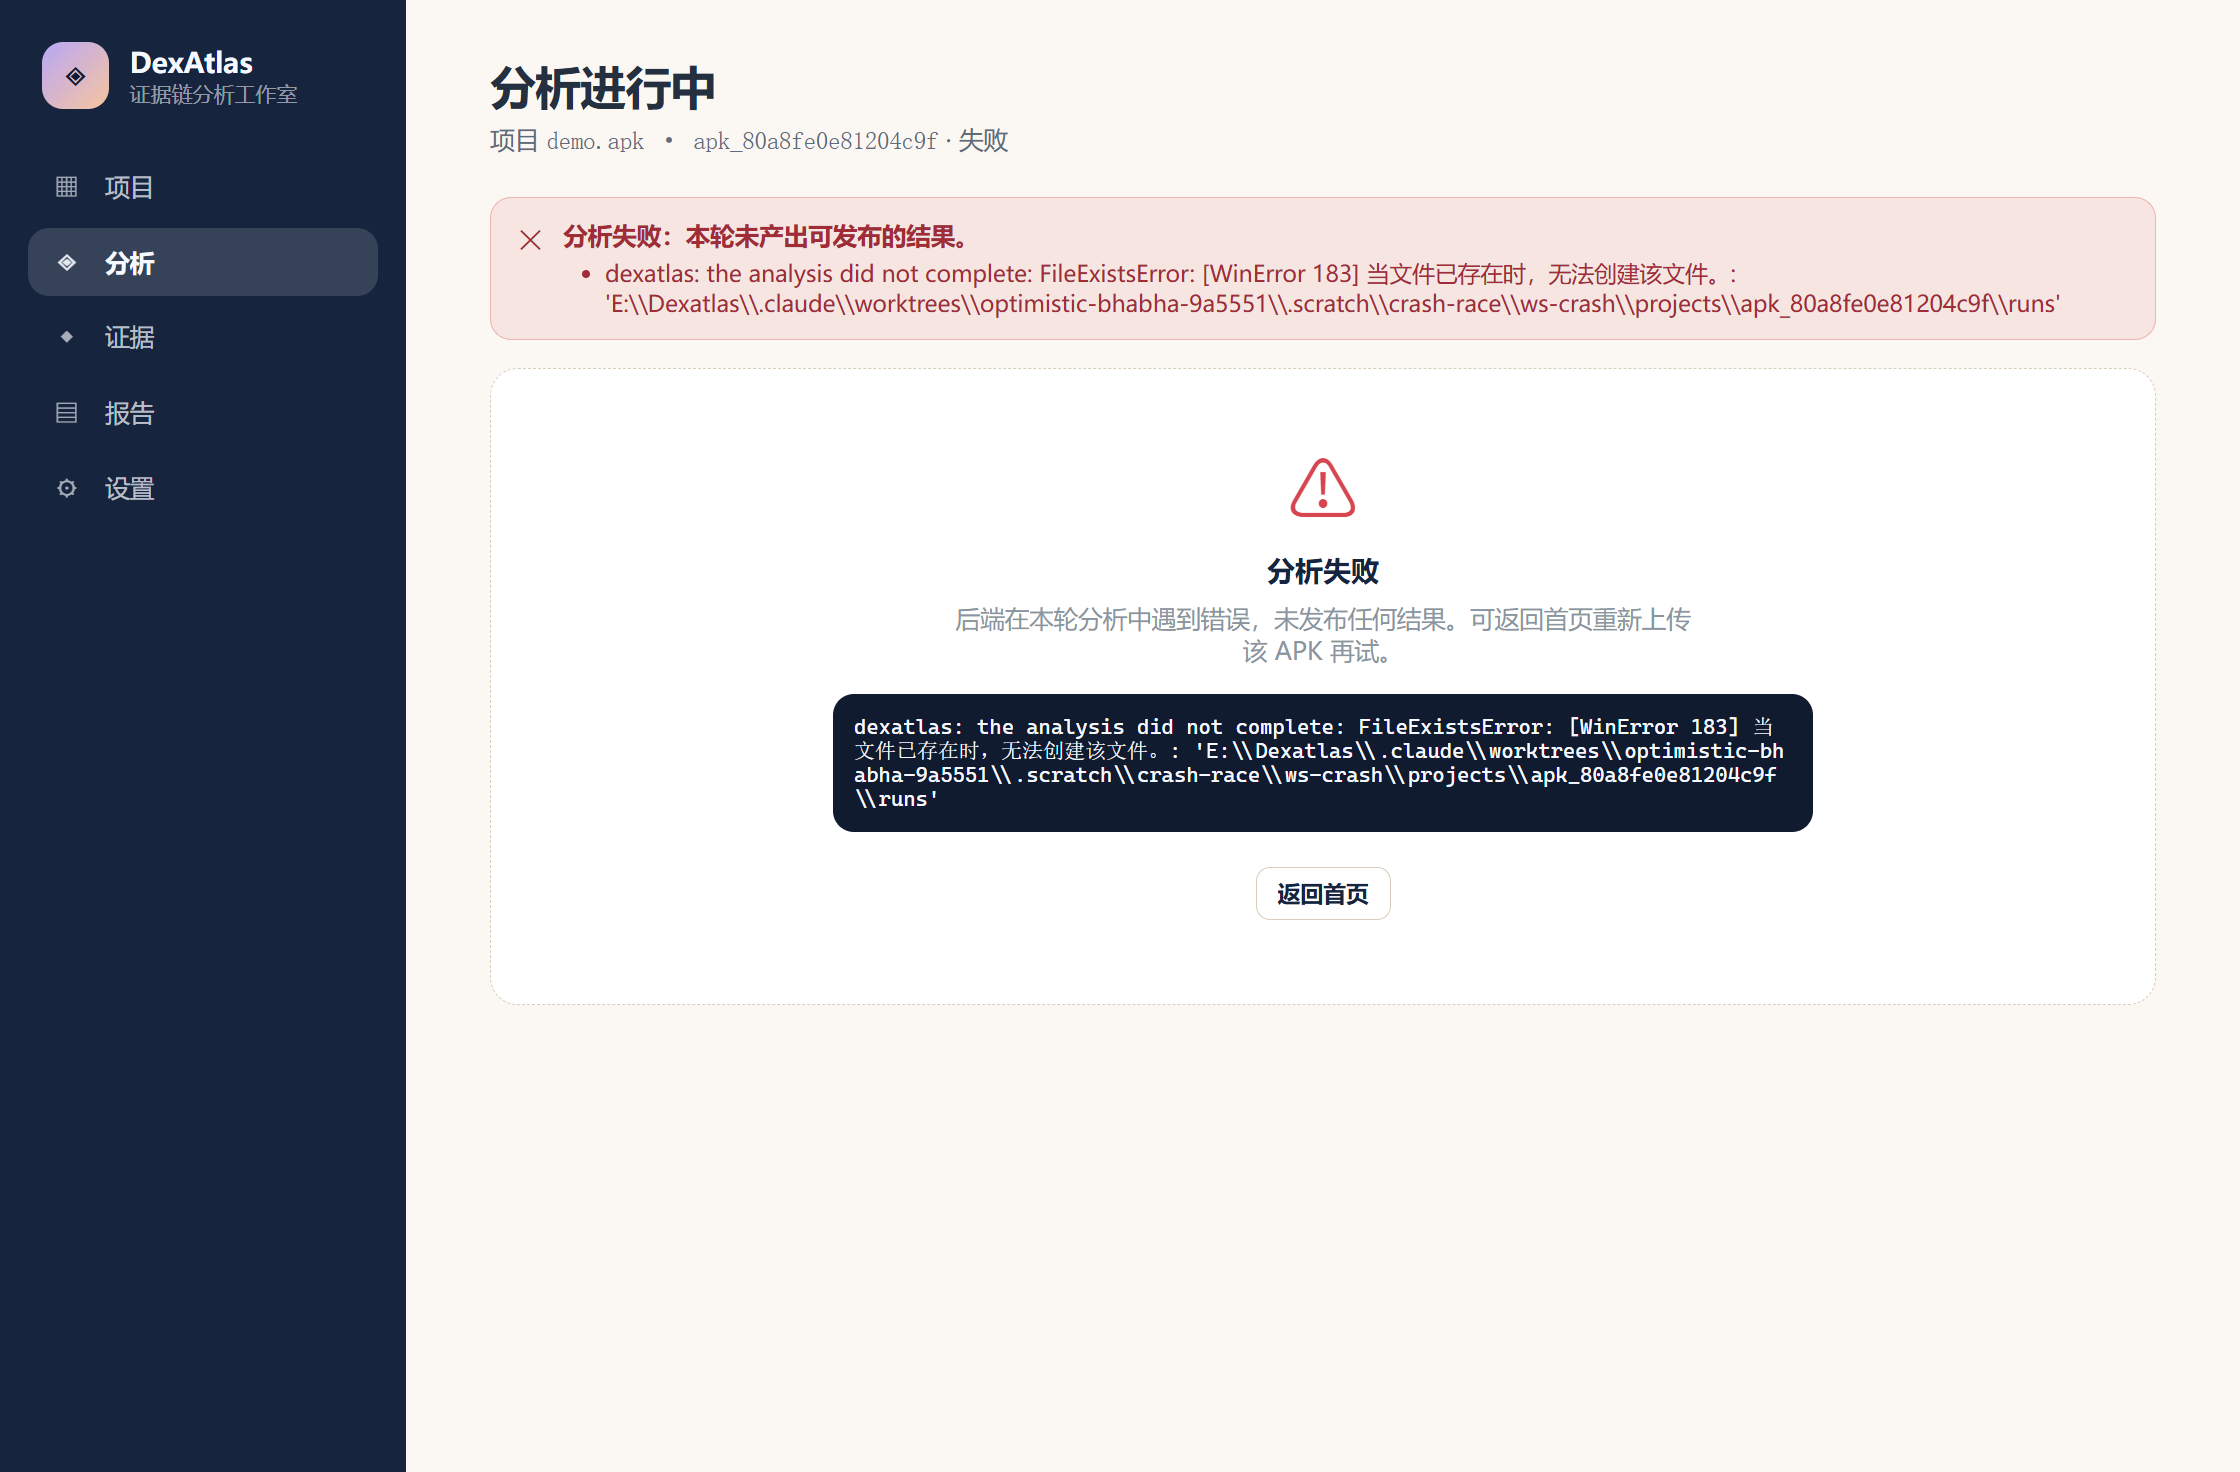 DexAtlas
证据链分析工作室
项目
分析
证据
报告
设置
分析进行中
项目 demo.apk • apk_80a8fe0e81204c9f · 失败
分析失败：本轮未产出可发布的结果。
dexatlas: the analysis did not complete: FileExistsError: [WinError 183] 当文件已存在时，无法创建该文件。:
'E:\\Dexatlas\\.claude\\worktrees\\optimistic-bhabha-9a5551\\.scratch\\crash-race\\ws-crash\\projects\\apk_80a8fe0e81204c9f\\runs'
分析失败
后端在本轮分析中遇到错误，未发布任何结果。可返回首页重新上传
该 APK 再试。
dexatlas: the analysis did not complete: FileExistsError: [WinError 183] 当
文件已存在时，无法创建该文件。: 'E:\\Dexatlas\\.claude\\worktrees\\optimistic-bh
abha-9a5551\\.scratch\\crash-race\\ws-crash\\projects\\apk_80a8fe0e81204c9f
\\runs'
返回首页